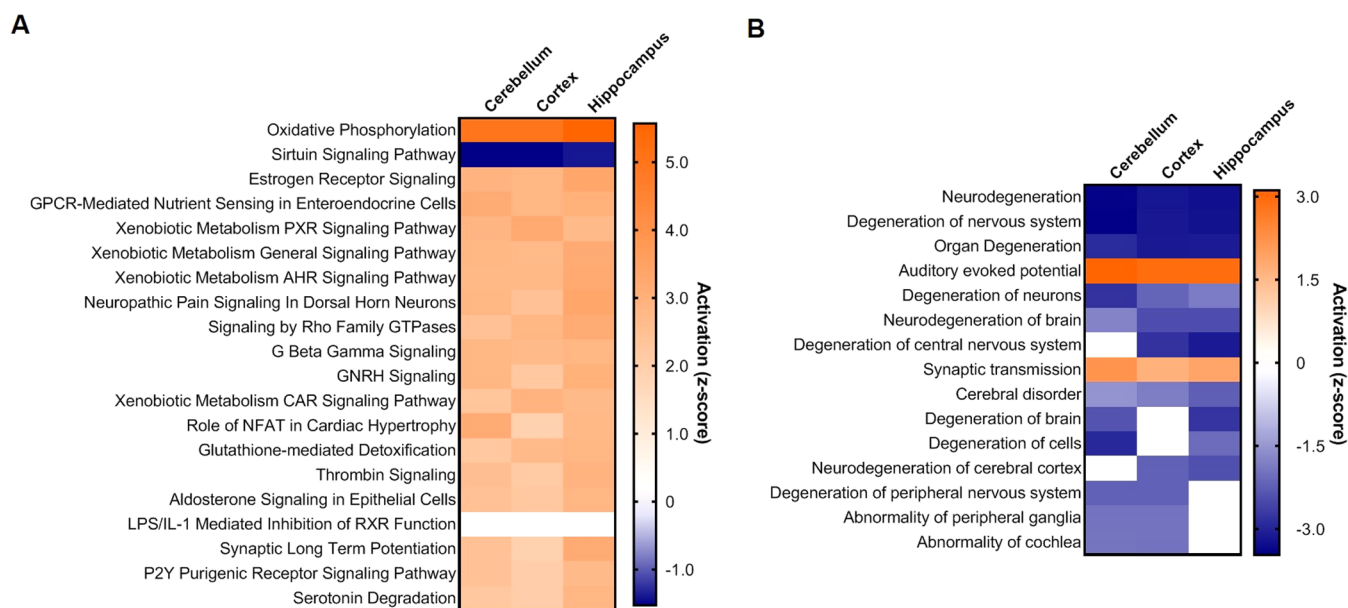 A
Cerebellum
Cortex
Hippocampus
Oxidative Phosphorylation
Sirtuin Signaling Pathway
Estrogen Receptor Signaling
GPCR-Mediated Nutrient Sensing in Enteroendocrine Cells
Xenobiotic Metabolism PXR Signaling Pathway
Xenobiotic Metabolism General Signaling Pathway
Xenobiotic Metabolism AHR Signaling Pathway
Neuropathic Pain Signaling In Dorsal Horn Neurons
Signaling by Rho Family GTPases
G Beta Gamma Signaling
GNRH Signaling
Xenobiotic Metabolism CAR Signaling Pathway
Role of NFAT in Cardiac Hypertrophy
Glutathione-mediated Detoxification
Thrombin Signaling
Aldosterone Signaling in Epithelial Cells
LPS/IL-1 Mediated Inhibition of RXR Function
Synaptic Long Term Potentiation
P2Y Purigenic Receptor Signaling Pathway
Serotonin Degradation
5.0
4.0
3.0
2.0
1.0
0
-1.0
Activation (z-score)
B
Cerebellum
Cortex
Hippocampus
Neurodegeneration
Degeneration of nervous system
Organ Degeneration
Auditory evoked potential
Degeneration of neurons
Neurodegeneration of brain
Degeneration of central nervous system
Synaptic transmission
Cerebral disorder
Degeneration of brain
Degeneration of cells
Neurodegeneration of cerebral cortex
Degeneration of peripheral nervous system
Abnormality of peripheral ganglia
Abnormality of cochlea
3.0
1.5
0
-1.5
-3.0
Activation (z-score)